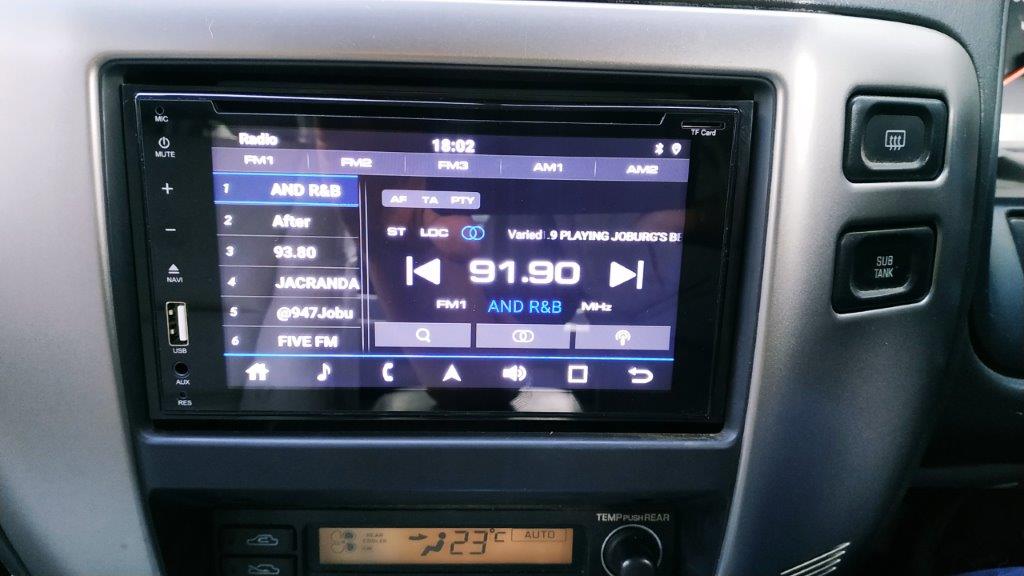 MIC
MUTE
+
-
NAVI
USB
AUX
RES
TF Card
Radio
18:02
FM1 FM2 FM3 AM1 AM2
1 AND R&B
2 After
3 93.80
4 JACRANDA
5 @947Jobu
6 FIVE FM
AF TA PTY
ST LOC
Varied .9 PLAYING JOBURG'S BE
91.90
FM1 AND R&B MHz
SUB
TANK
TEMP PUSH REAR
REAR
COOLER
23°C
AUTO